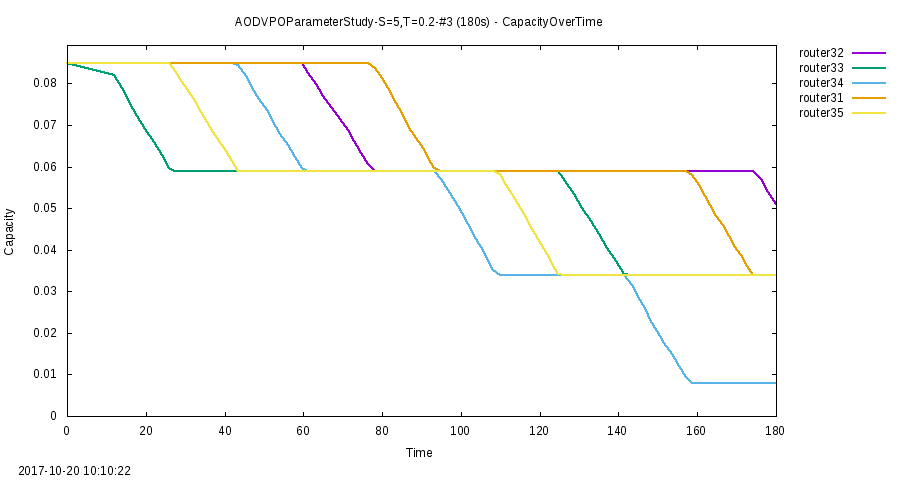 AODVPOParameterStudy-S=5,T=0.2-#3 (180s) - CapacityOverTime
router32
router33
router34
router31
router35
0.08
0.07
0.06
0.05
0.04
0.03
0.02
0.01
0
Capacity
0 20 40 60 80 100 120 140 160 180
Time
2017-10-20 10:10:22